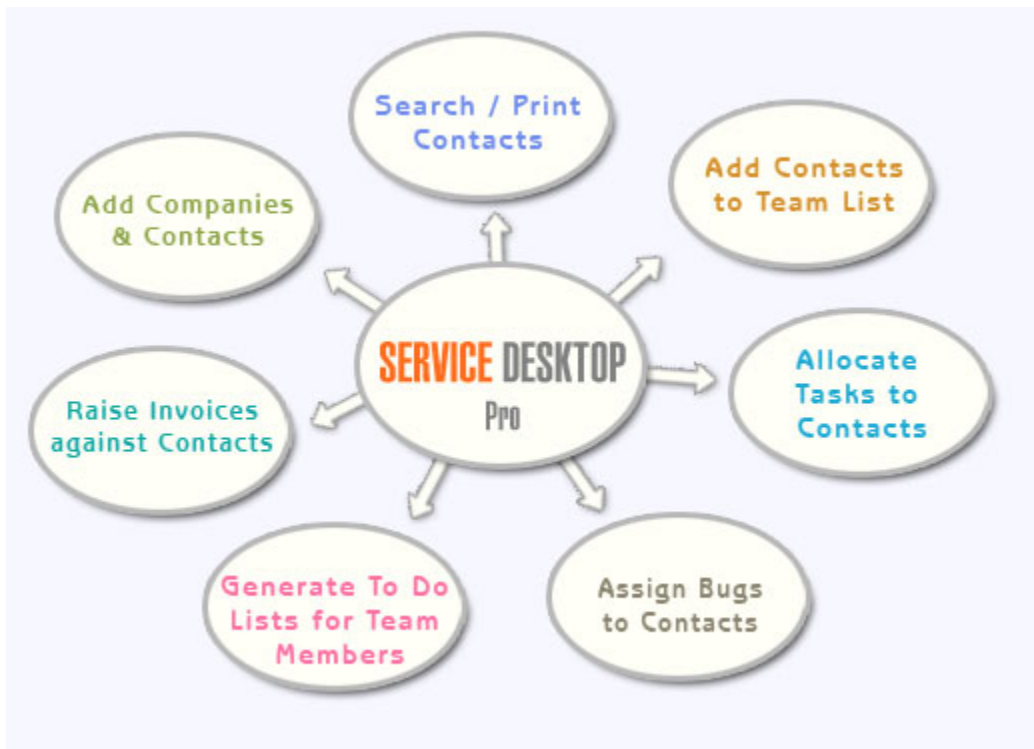 Search / Print
Contacts
Add Contacts
to Team List
Add Companies
& Contacts
SERVICE DESKTOP
Pro
Allocate
Tasks to
Contacts
Raise Invoices
against Contacts
Generate To Do
Lists for Team
Members
Assign Bugs
to Contacts